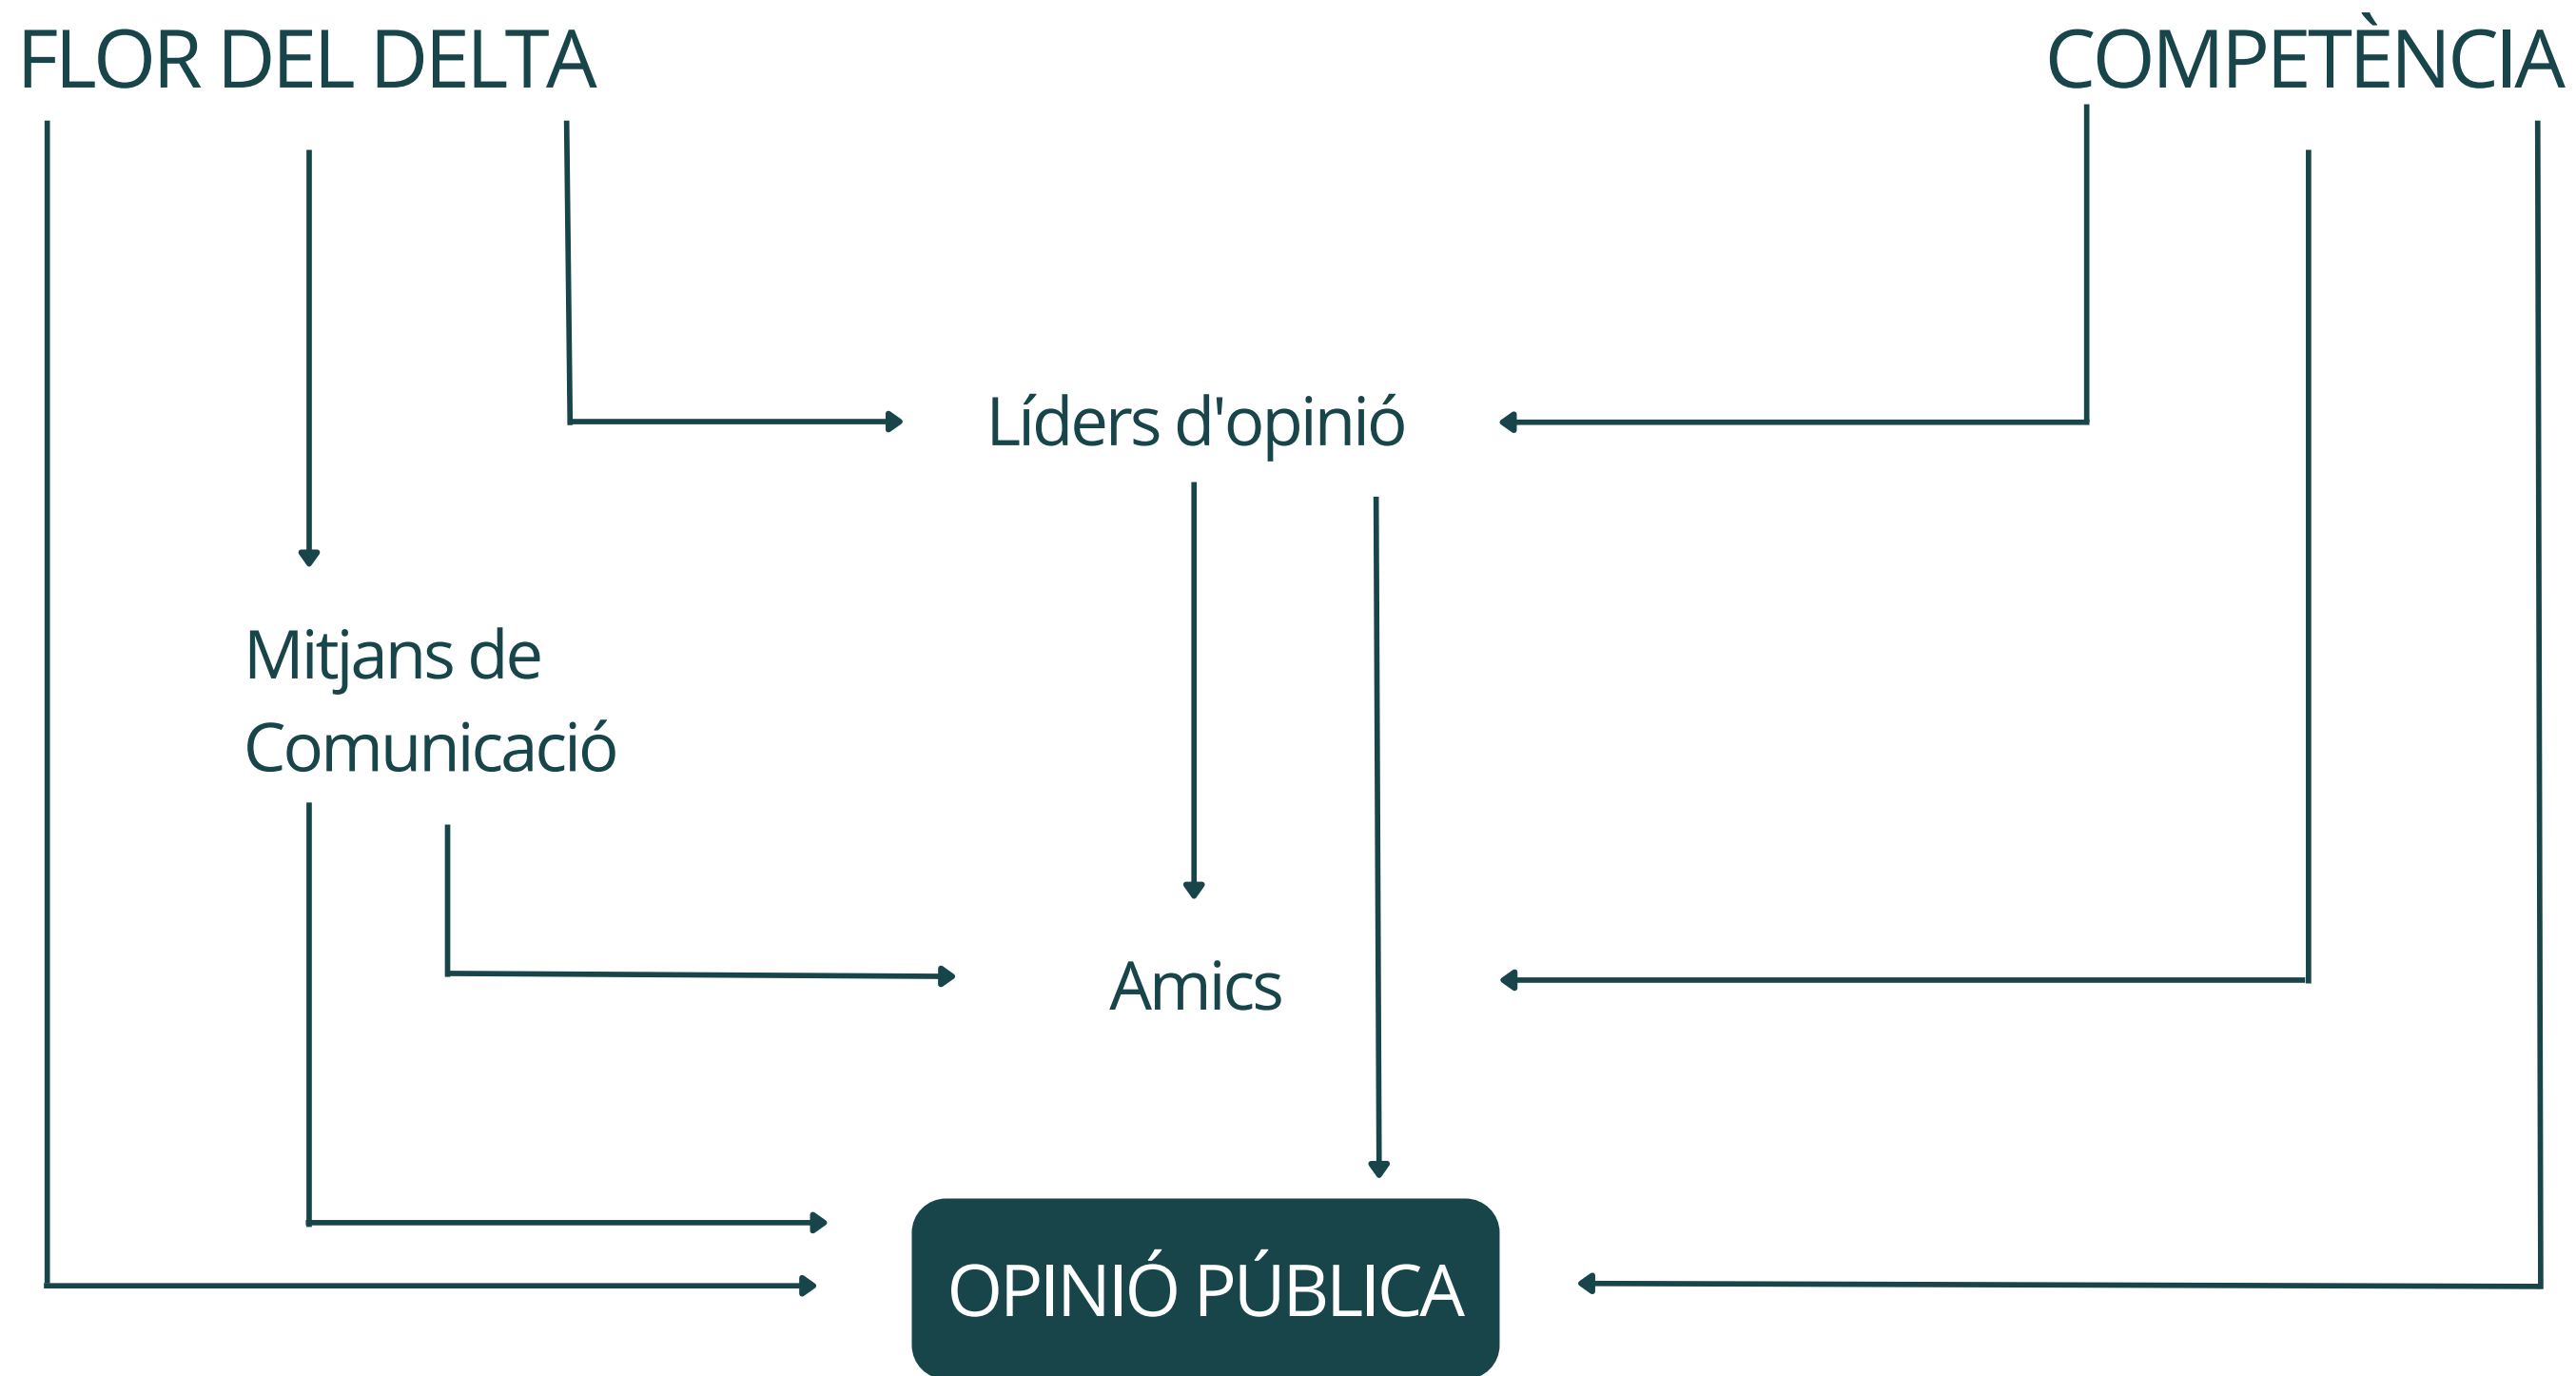 FLOR DEL DELTA
COMPETÈNCIA
Líders d'opinió
Mitjans de
Comunicació
Amics
OPINIÓ PÚBLICA